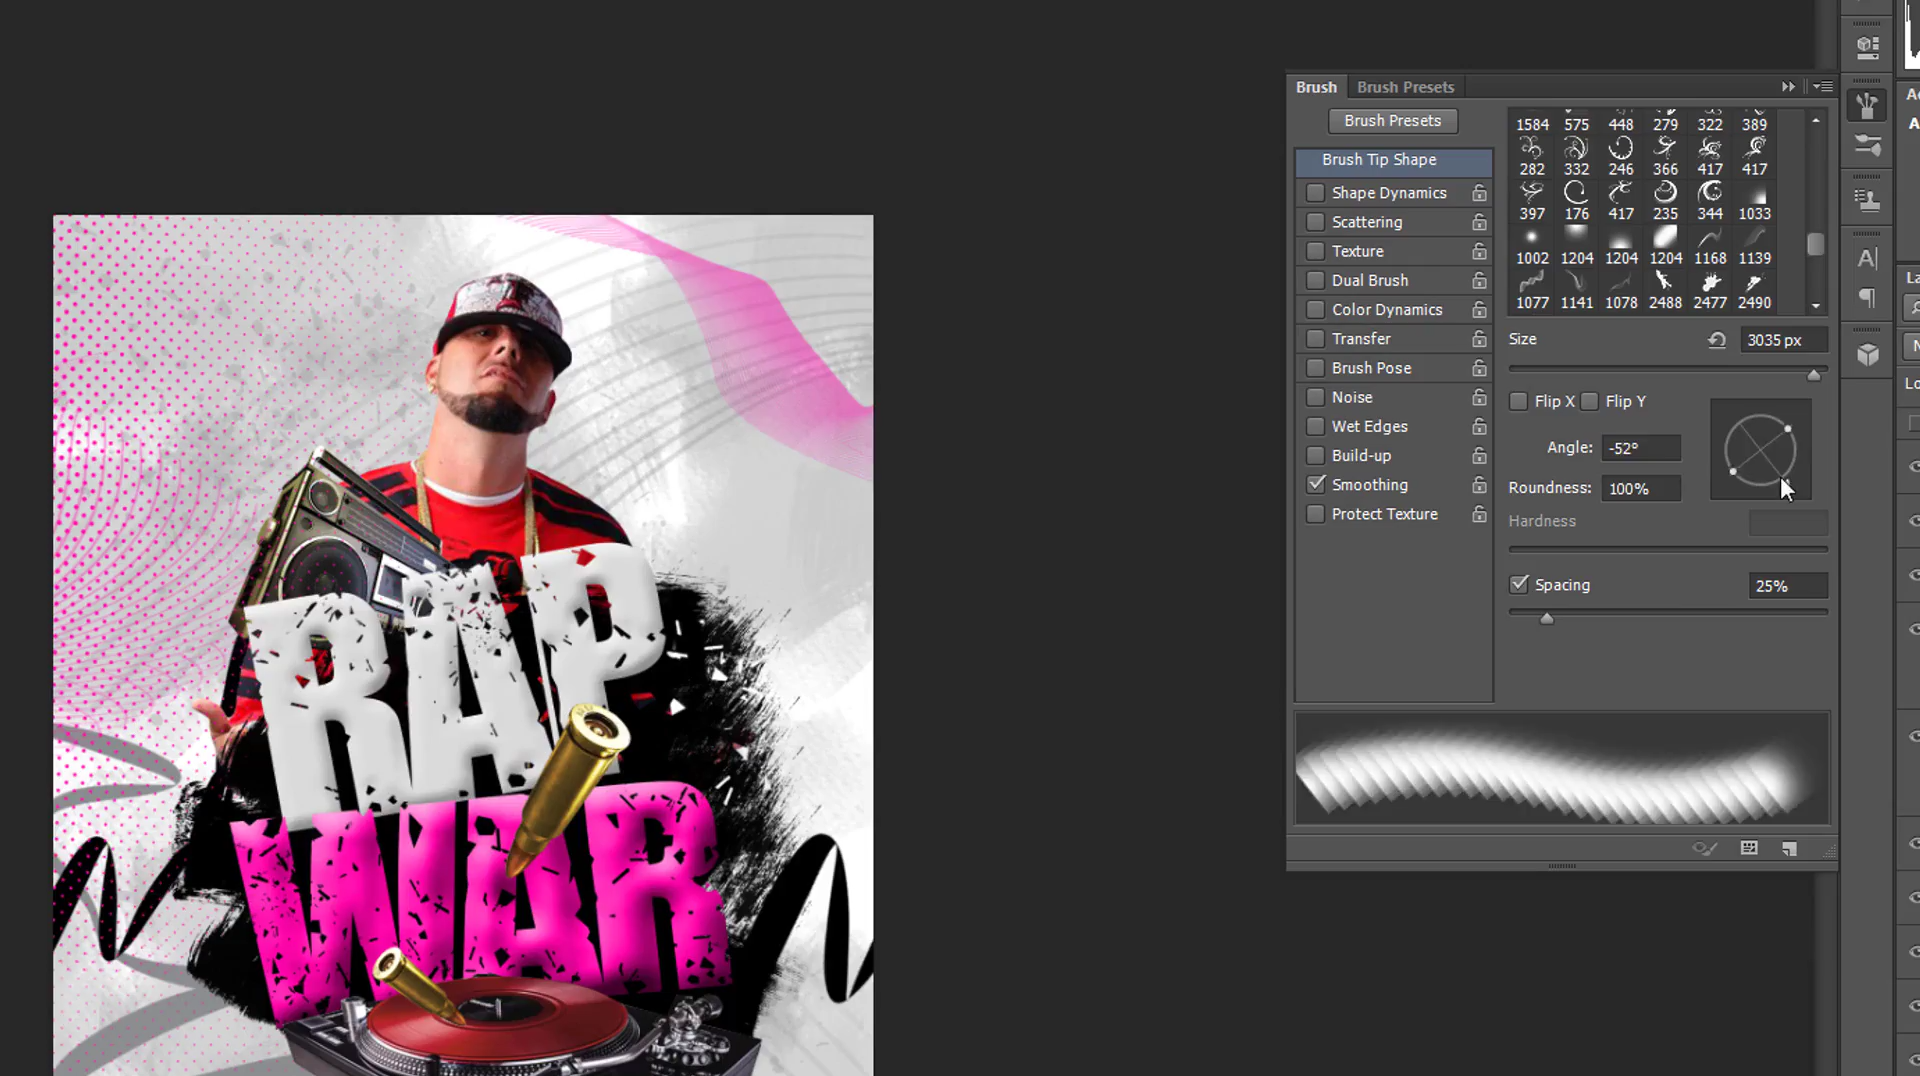 Brush Brush Presets
Brush Presets
Brush Tip Shape
Shape Dynamics
Scattering
Texture
Dual Brush
Color Dynamics
Transfer
Brush Pose
Noise
Wet Edges
Build-up
Smoothing
Protect Texture
1584 575 448 279 322 389
282 332 246 366 417 417
397 176 417 235 344 1033
1002 1204 1204 1204 1168 1139
1077 1141 1078 2488 2477 2490
Size 3035 px
Flip X Flip Y
Angle: -52°
Roundness: 100%
Hardness
Spacing 25%
RAP
WAR